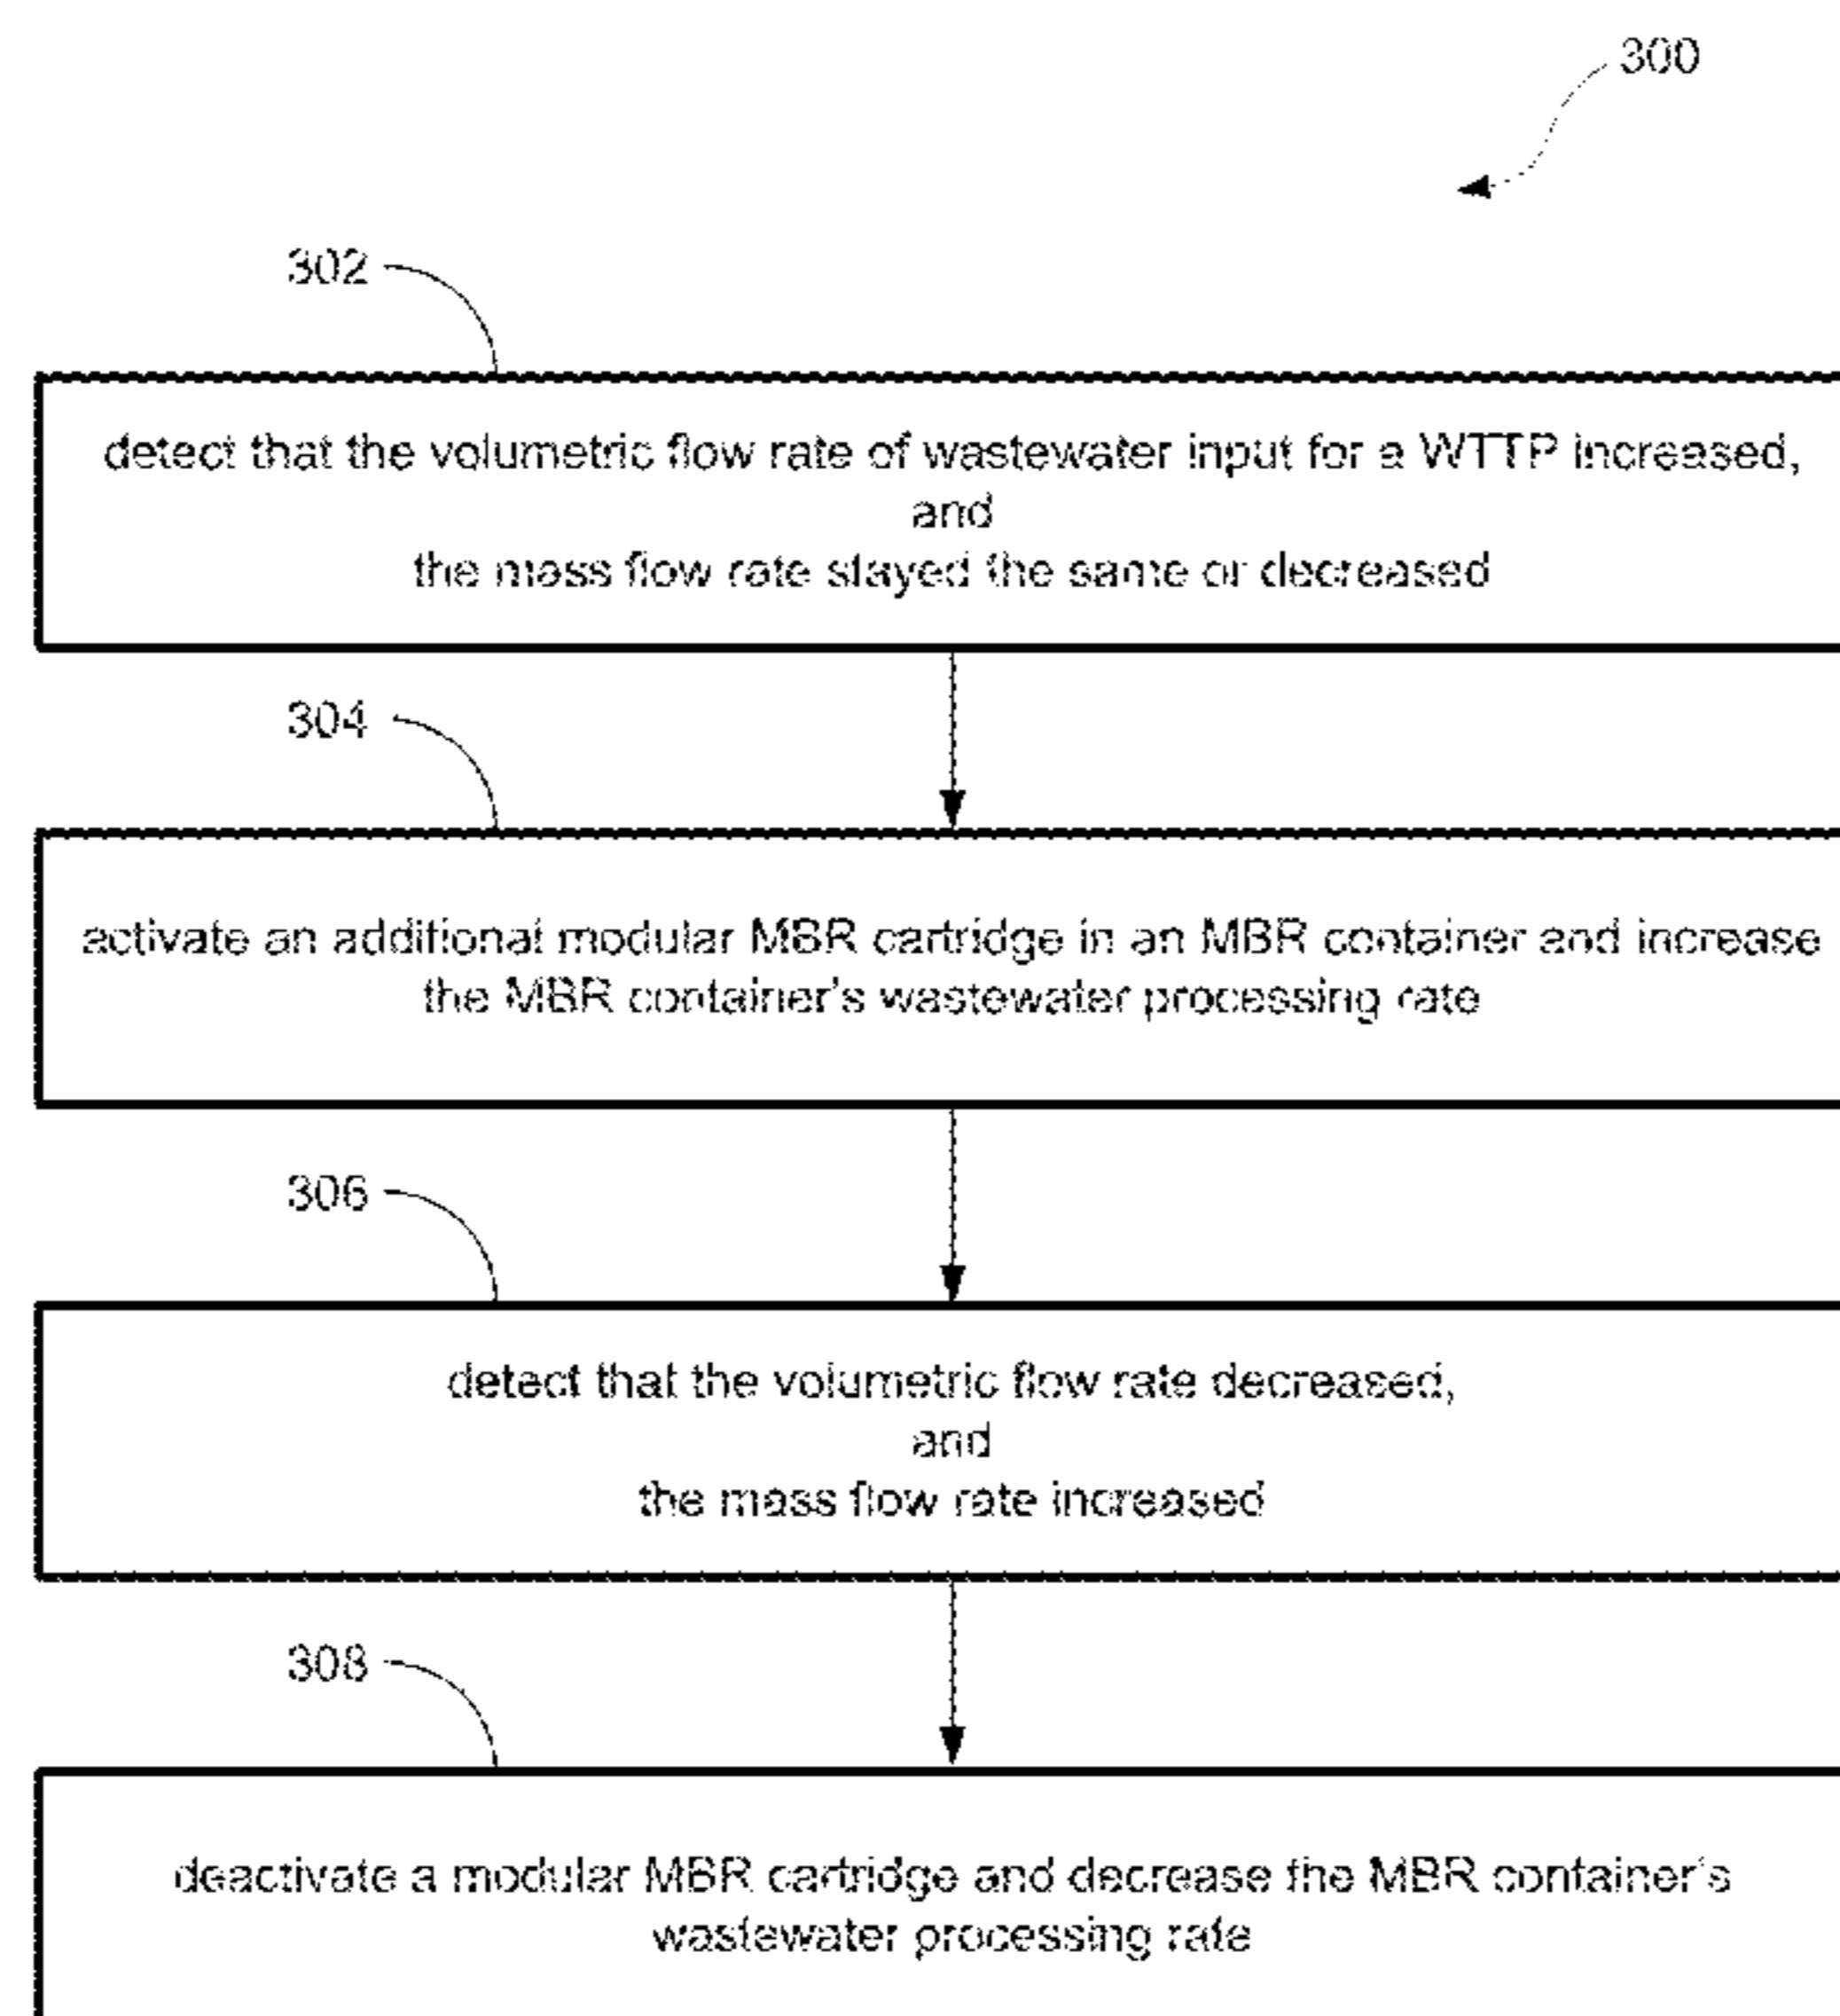 300
302
detect that the volumetric flow rate of wastewater input for a WTTP increased,
and
the mass flow rate stayed the same or decreased
304
activate an additional modular MBR cartridge in an MBR container and increase
the MBR container's wastewater processing rate
306
detect that the volumetric flow rate decreased,
and
the mass flow rate increased
308
deactivate a modular MBR cartridge and decrease the MBR container's
wastewater processing rate